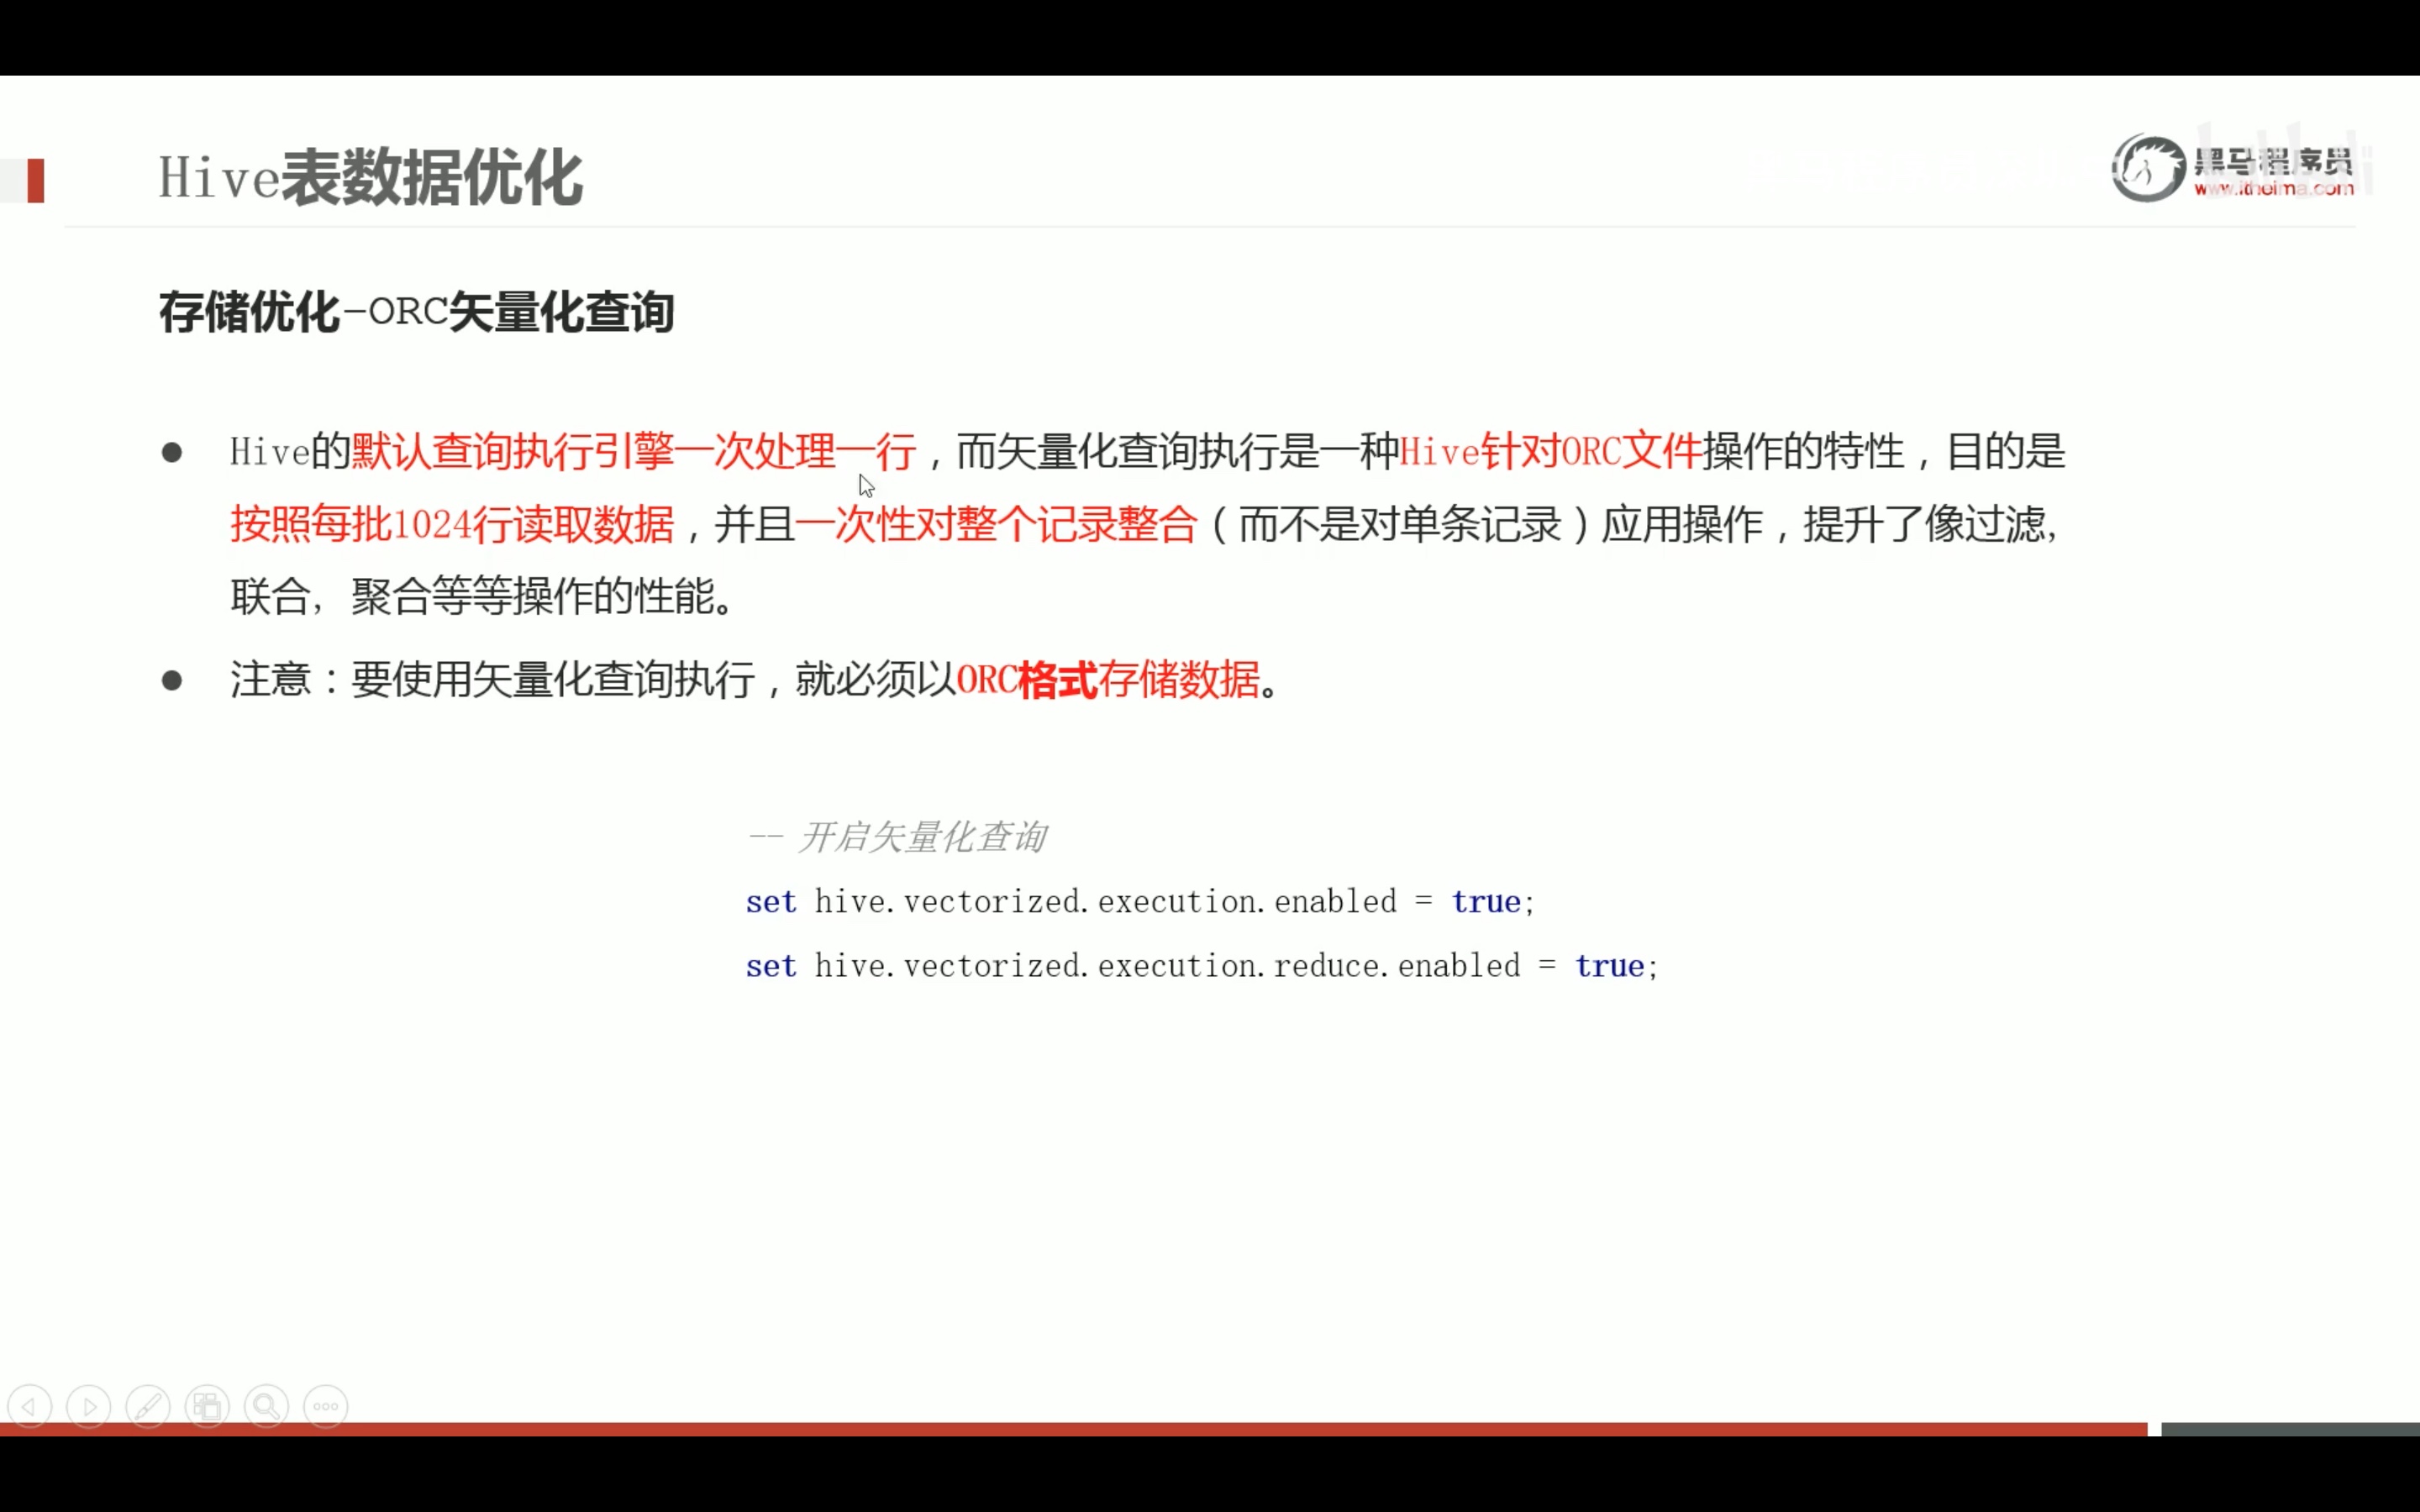 Hive表数据优化
黑马程序员
www.itheima.com
存储优化-ORC矢量化查询
● Hive的默认查询执行引擎一次处理一行，而矢量化查询执行是一种Hive针对ORC文件操作的特性，目的是
按照每批1024行读取数据，并且一次性对整个记录整合（而不是对单条记录）应用操作，提升了像过滤,
联合, 聚合等等操作的性能。
● 注意：要使用矢量化查询执行，就必须以ORC格式存储数据。
-- 开启矢量化查询
set hive.vectorized.execution.enabled = true;
set hive.vectorized.execution.reduce.enabled = true;